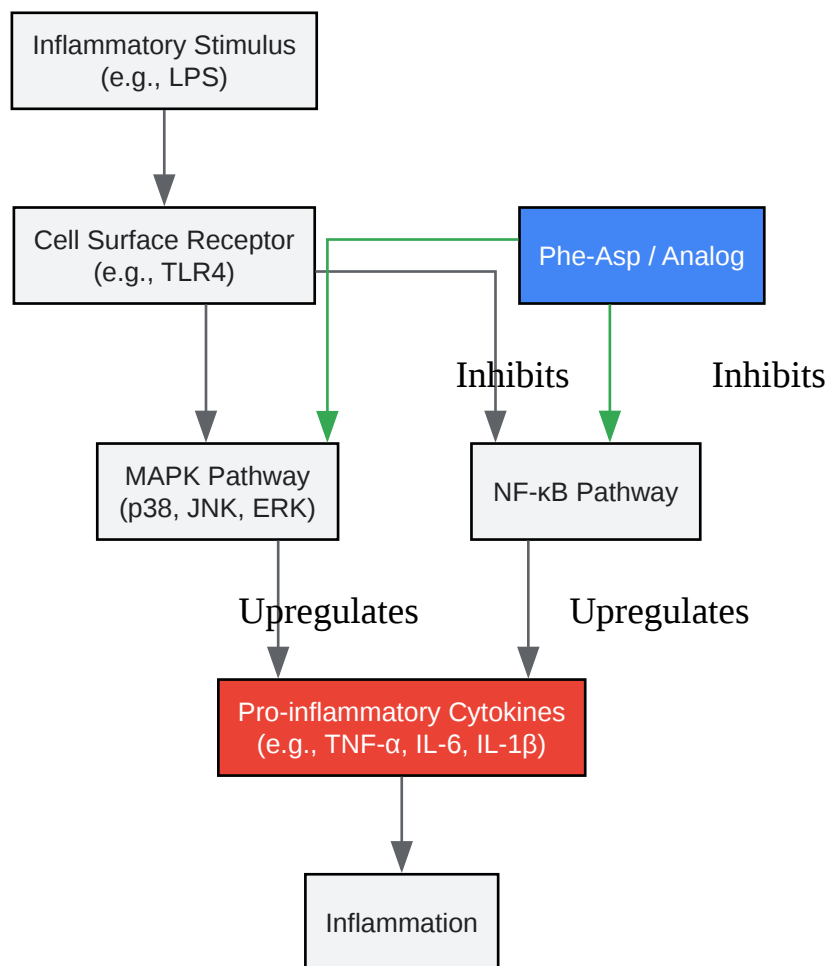 Inflammatory Stimulus
(e.g., LPS)
Cell Surface Receptor
(e.g., TLR4)
Phe-Asp / Analog
Inhibits
Inhibits
MAPK Pathway
(p38, JNK, ERK)
NF-κB Pathway
Upregulates
Upregulates
Pro-inflammatory Cytokines
(e.g., TNF-α, IL-6, IL-1β)
Inflammation